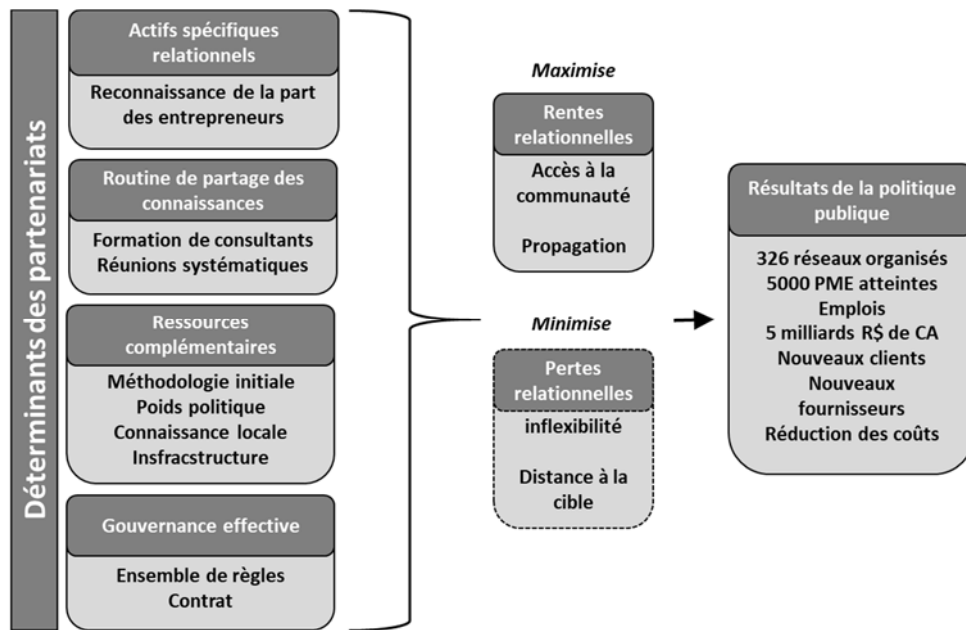 Déterminants des partenariats
Actifs spécifiques
relationnels
Reconnaissance de la part
des entrepreneurs
Routine de partage des
connaissances
Formation de consultants
Réunions systématiques
Ressources
complémentaires
Méthodologie initiale
Poids politique
Connaissance locale
Insfracstructure
Gouvernance effective
Ensemble de règles
Contrat
Maximise
Rentes
relationnelles
Accès à la
communauté
Propagation
Minimise
Pertes
relationnelles
inflexibilité
Distance à la
cible
Résultats de la politique
publique
326 réseaux organisés
5000 PME atteintes
Emplois
5 milliards R$ de CA
Nouveaux clients
Nouveaux
fournisseurs
Réduction des coûts